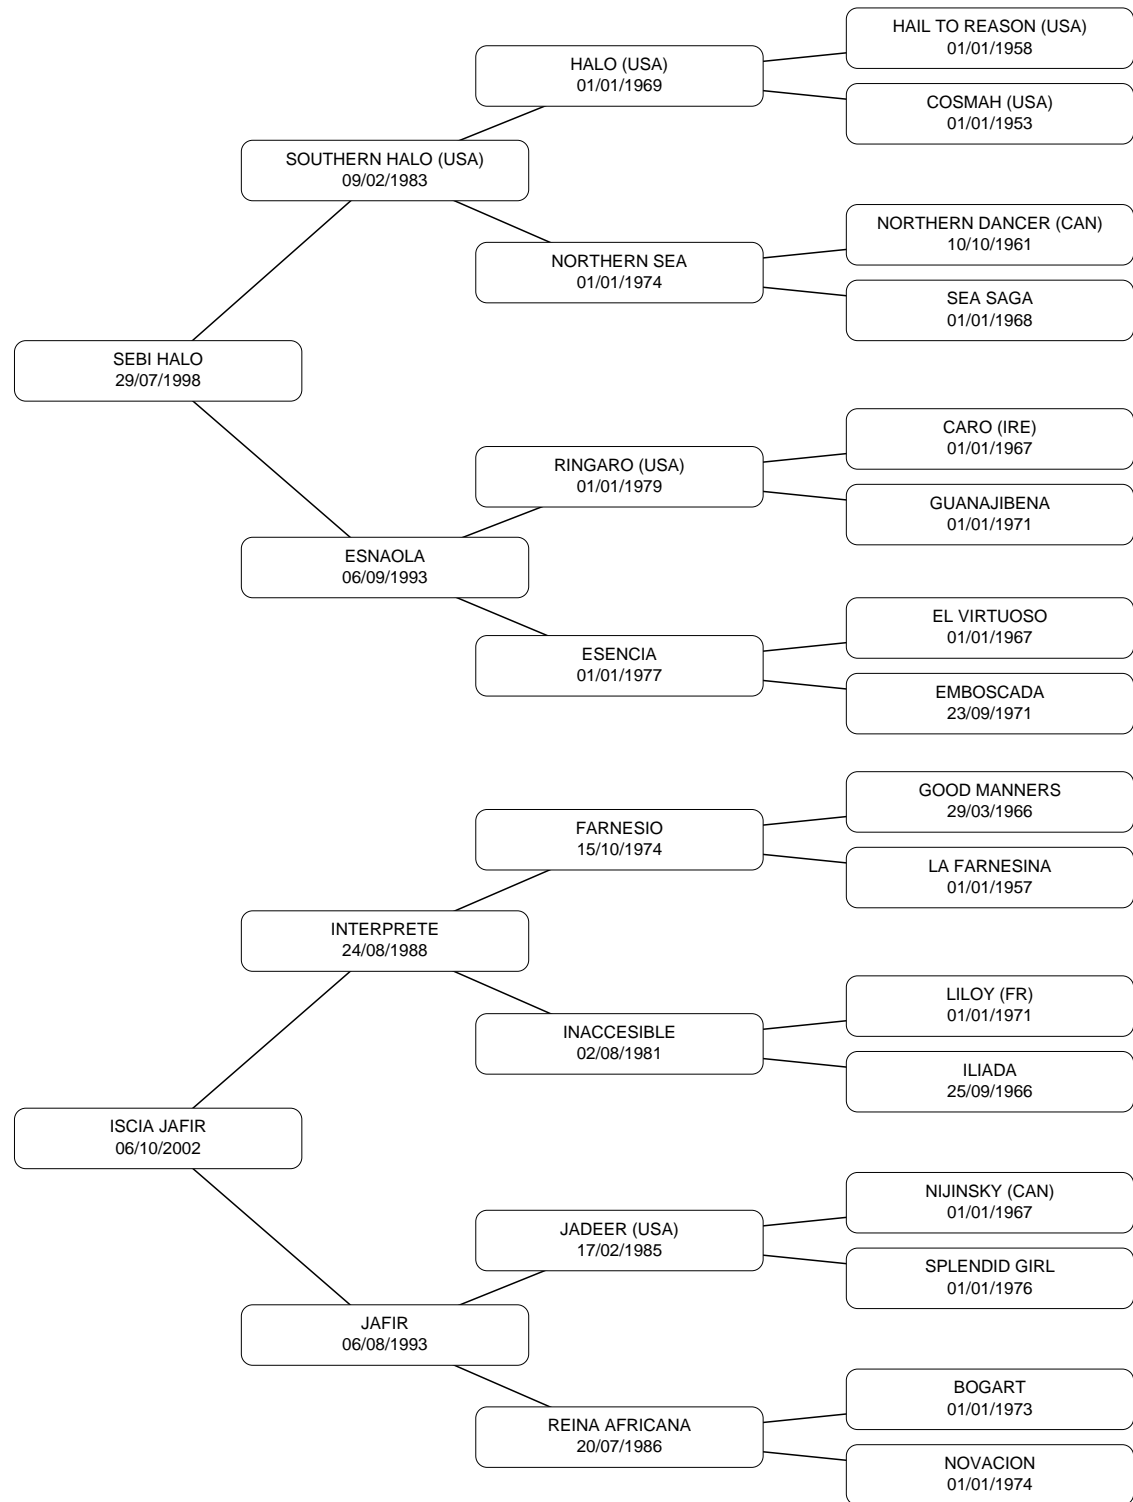 HAIL TO REASON (USA)
01/01/1958
HALO (USA)
01/01/1969
COSMAH (USA)
01/01/1953
SOUTHERN HALO (USA)
09/02/1983
NORTHERN DANCER (CAN)
10/10/1961
NORTHERN SEA
01/01/1974
SEA SAGA
01/01/1968
SEBI HALO
29/07/1998
CARO (IRE)
01/01/1967
RINGARO (USA)
01/01/1979
GUANAJIBENA
01/01/1971
ESNAOLA
06/09/1993
EL VIRTUOSO
01/01/1967
ESENCIA
01/01/1977
EMBOSCADA
23/09/1971
GOOD MANNERS
29/03/1966
FARNESIO
15/10/1974
LA FARNESINA
01/01/1957
INTERPRETE
24/08/1988
LILOY (FR)
01/01/1971
INACCESIBLE
02/08/1981
ILIADA
25/09/1966
ISCIA JAFIR
06/10/2002
NIJINSKY (CAN)
01/01/1967
JADEER (USA)
17/02/1985
SPLENDID GIRL
01/01/1976
JAFIR
06/08/1993
BOGART
01/01/1973
REINA AFRICANA
20/07/1986
NOVACION
01/01/1974